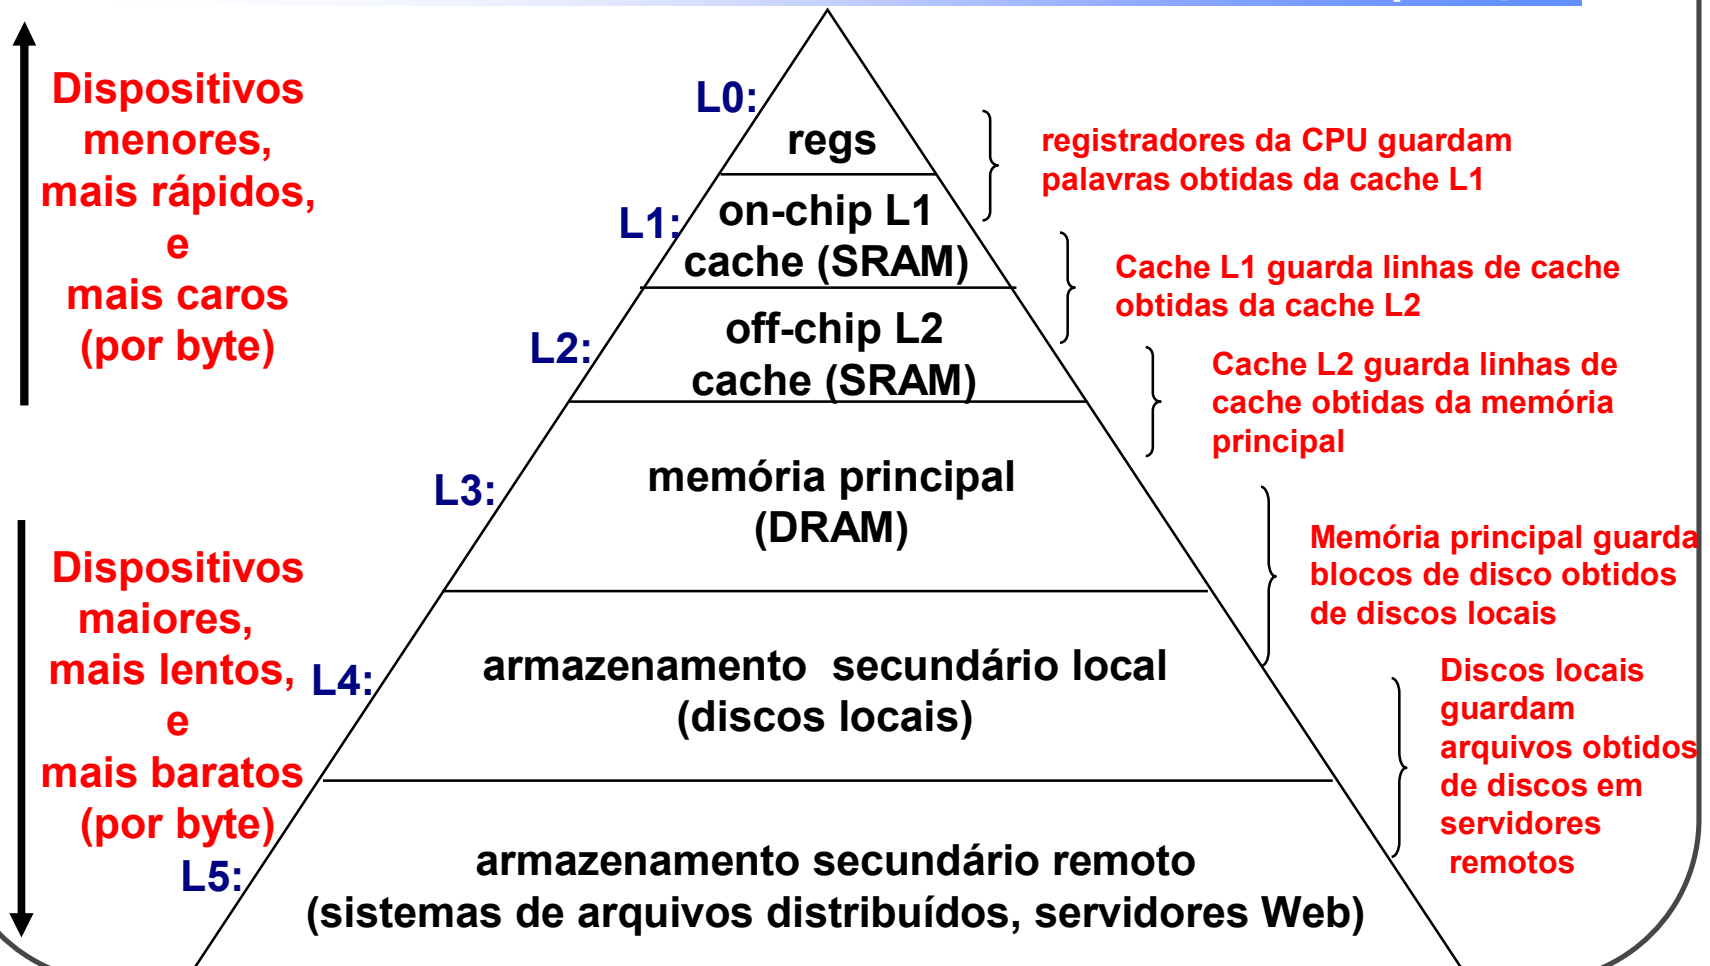 Dispositivos
menores,
mais rápidos,
e
mais caros
(por byte)
Dispositivos
maiores,
mais lentos,
e
mais baratos
(por byte)
L0:
regs
L1:
on-chip L1
cache (SRAM)
L2:
off-chip L2
cache (SRAM)
L3:
memória principal
(DRAM)
L4:
armazenamento secundário local
(discos locais)
L5:
armazenamento secundário remoto
(sistemas de arquivos distribuídos, servidores Web)
registradores da CPU guardam
palavras obtidas da cache L1
Cache L1 guarda linhas de cache
obtidas da cache L2
Cache L2 guarda linhas de
cache obtidas da memória
principal
Memória principal guarda
blocos de disco obtidos
de discos locais
Discos locais
guardam
arquivos obtidos
de discos em
servidores
remotos